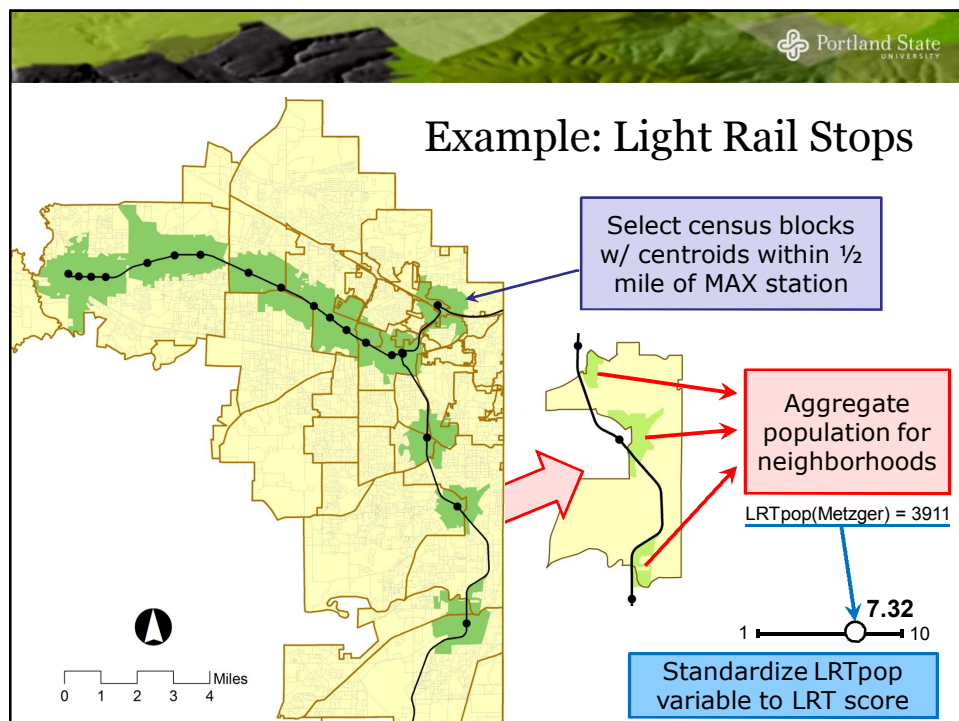 Portland State
UNIVERSITY
Example: Light Rail Stops
Select census blocks
w/ centroids within ½
mile of MAX station
Aggregate
population for
neighborhoods
LRTpop(Metzger) = 3911
7.32
1 10
Standardize LRTpop
variable to LRT score
Miles
0 1 2 3 4